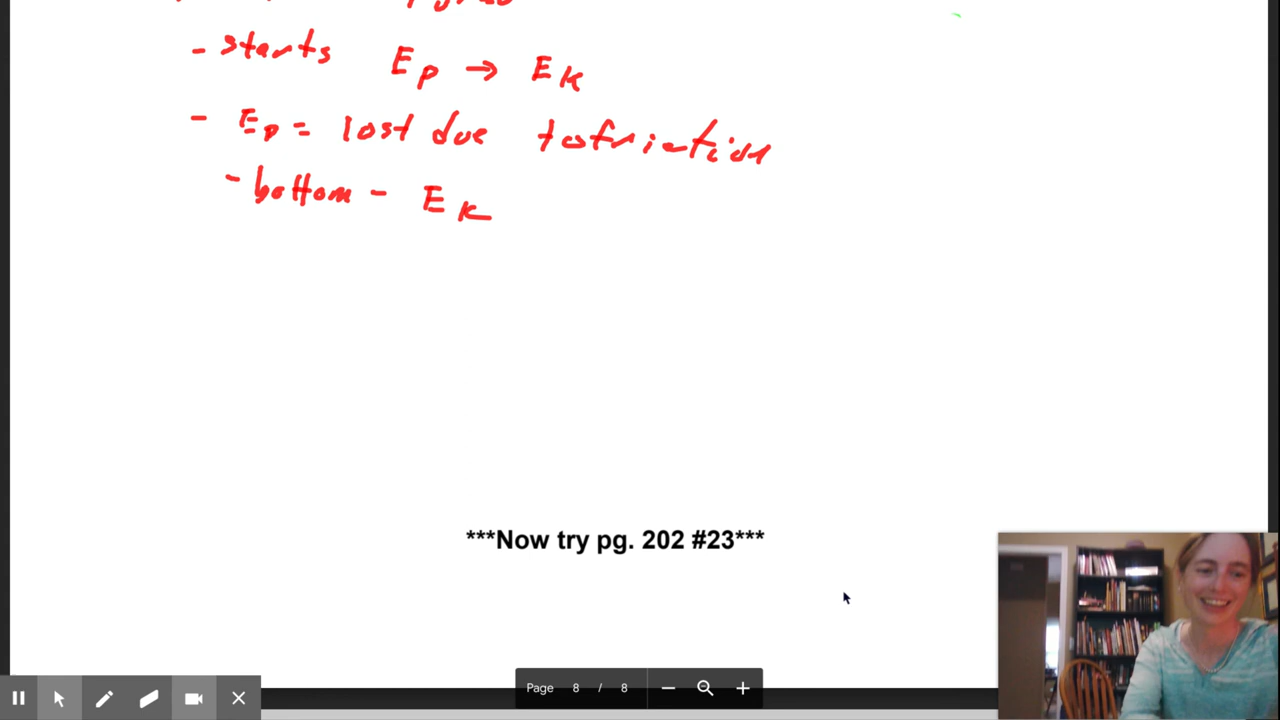 - starts Ep → EK
- Ep = lost due to friction
- bottom - EK
***Now try pg. 202 #23***
Page 8 / 8